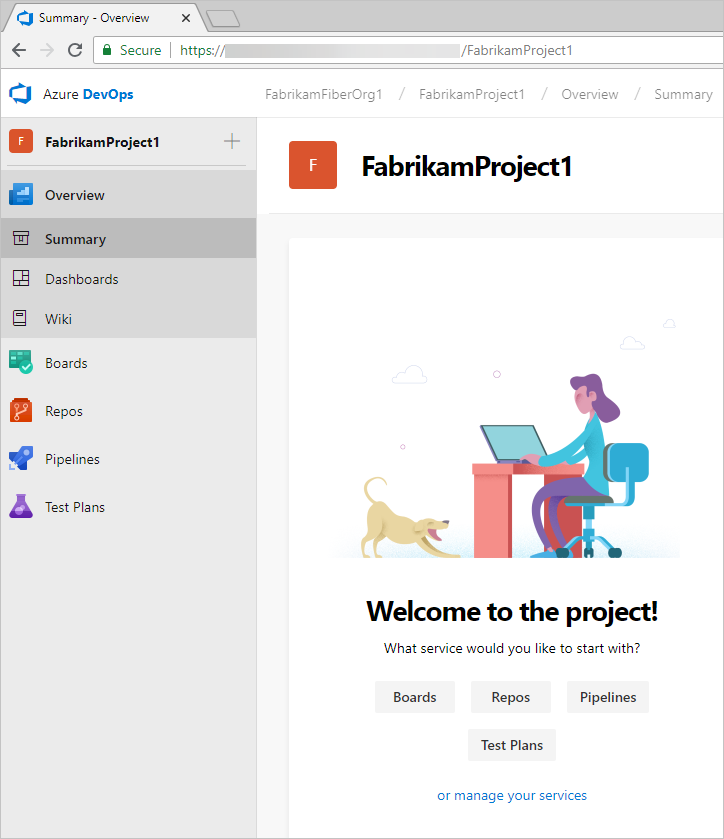 Summary - Overview
Secure | https:// /FabrikamProject1
Azure DevOps
FabrikamFiberOrg1 / FabrikamProject1 / Overview / Summary
F FabrikamProject1 +
F FabrikamProject1
Overview
Summary
Dashboards
Wiki
Boards
Repos
Pipelines
Test Plans
Welcome to the project!
What service would you like to start with?
Boards Repos Pipelines
Test Plans
or manage your services